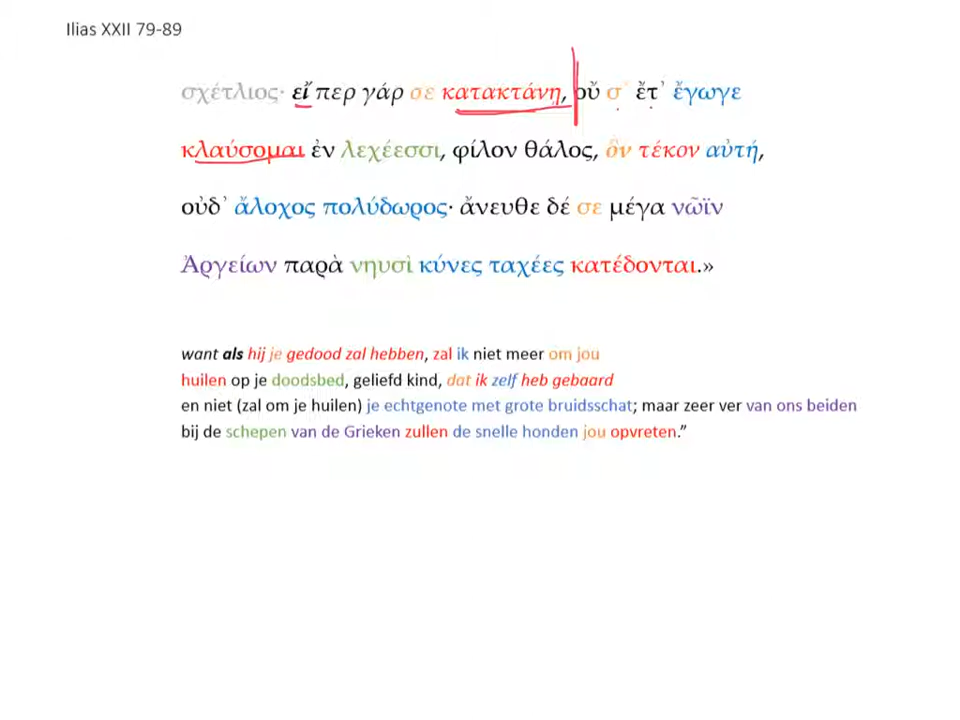 Ilias XXII 79-89
σχέτλιος· εἴ περ γάρ σε κατακτάνῃ, οὔ σ᾽ ἔτ᾽ ἔγωγε
κλαύσομαι ἐν λεχέεσσι, φίλον θάλος, ὃν τέκον αὐτή,
οὐδ᾽ ἄλοχος πολύδωρος· ἄνευθε δέ σε μέγα νῶϊν
Ἀργείων παρὰ νηυσὶ κύνες ταχέες κατέδονται.»
want als hij je gedood zal hebben, zal ik niet meer om jou
huilen op je doodsbed, geliefd kind, dat ik zelf heb gebaard
en niet (zal om je huilen) je echtgenote met grote bruidsschat; maar zeer ver van ons beiden
bij de schepen van de Grieken zullen de snelle honden jou opvreten.”